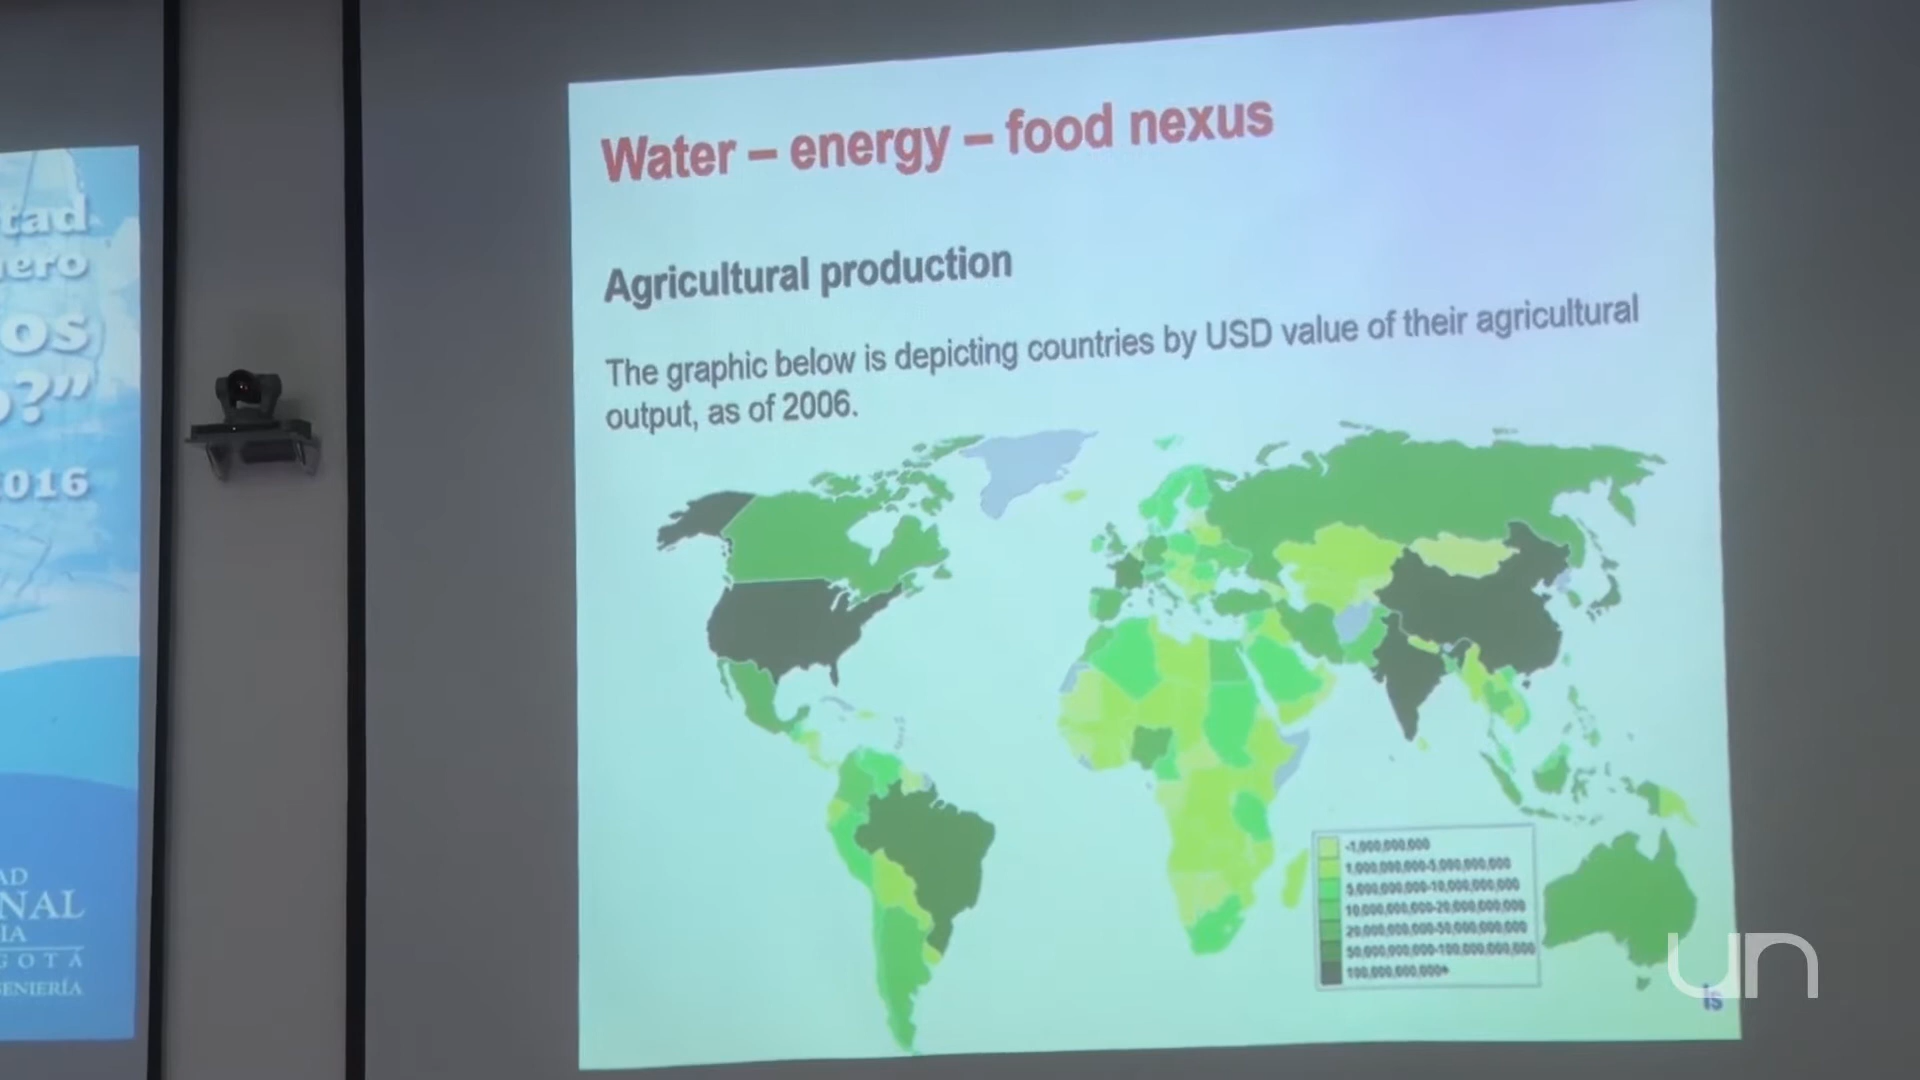 tad
ero
os
?”
016
AD
NAL
IA
GOTÁ
ENIERÍA
Water – energy – food nexus
Agricultural production
The graphic below is depicting countries by USD value of their agricultural
output, as of 2006.
-1,000,000,000
1,000,000,000-5,000,000,000
5,000,000,000-10,000,000,000
10,000,000,000-20,000,000,000
20,000,000,000-50,000,000,000
50,000,000,000-100,000,000,000
100,000,000,000+
un
is